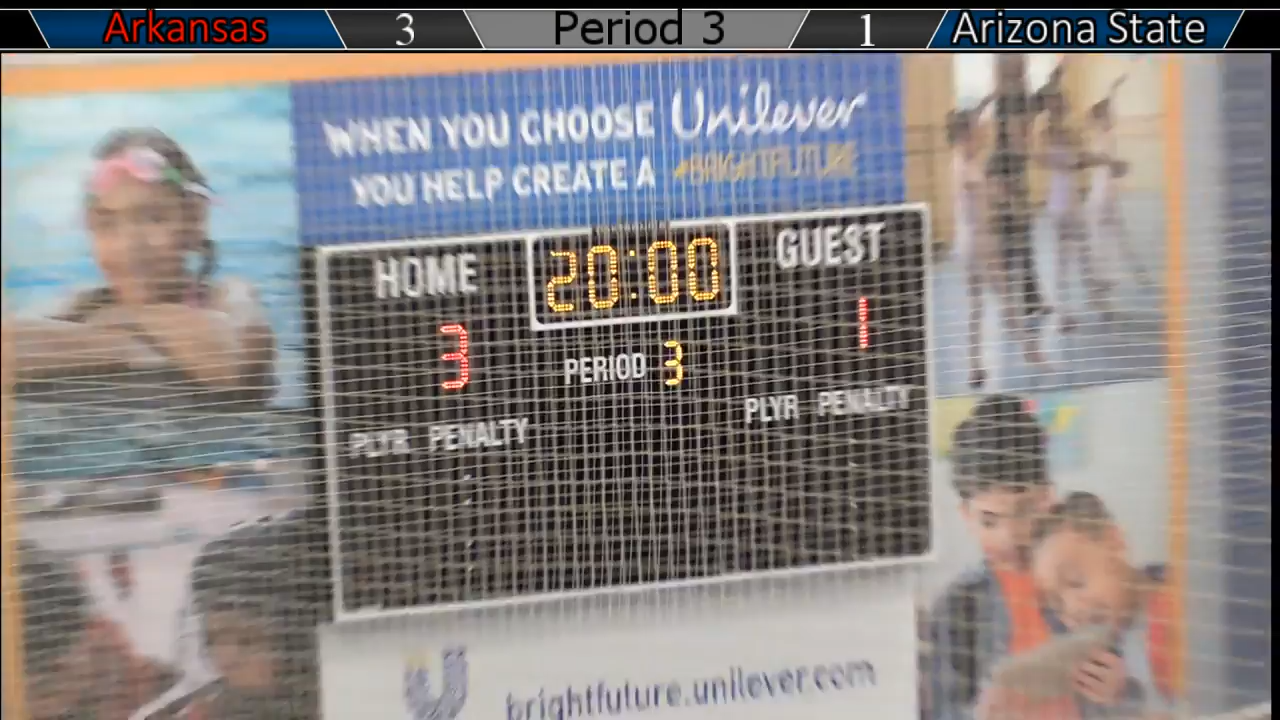 Arkansas 3 Period 3 1 Arizona State
WHEN YOU CHOOSE Unilever
YOU HELP CREATE A #BRIGHTFUTURE
HOME 20:00 GUEST
3 PERIOD 3 1
PLYR PENALTY PLYR PENALTY
brightfuture.unilever.com